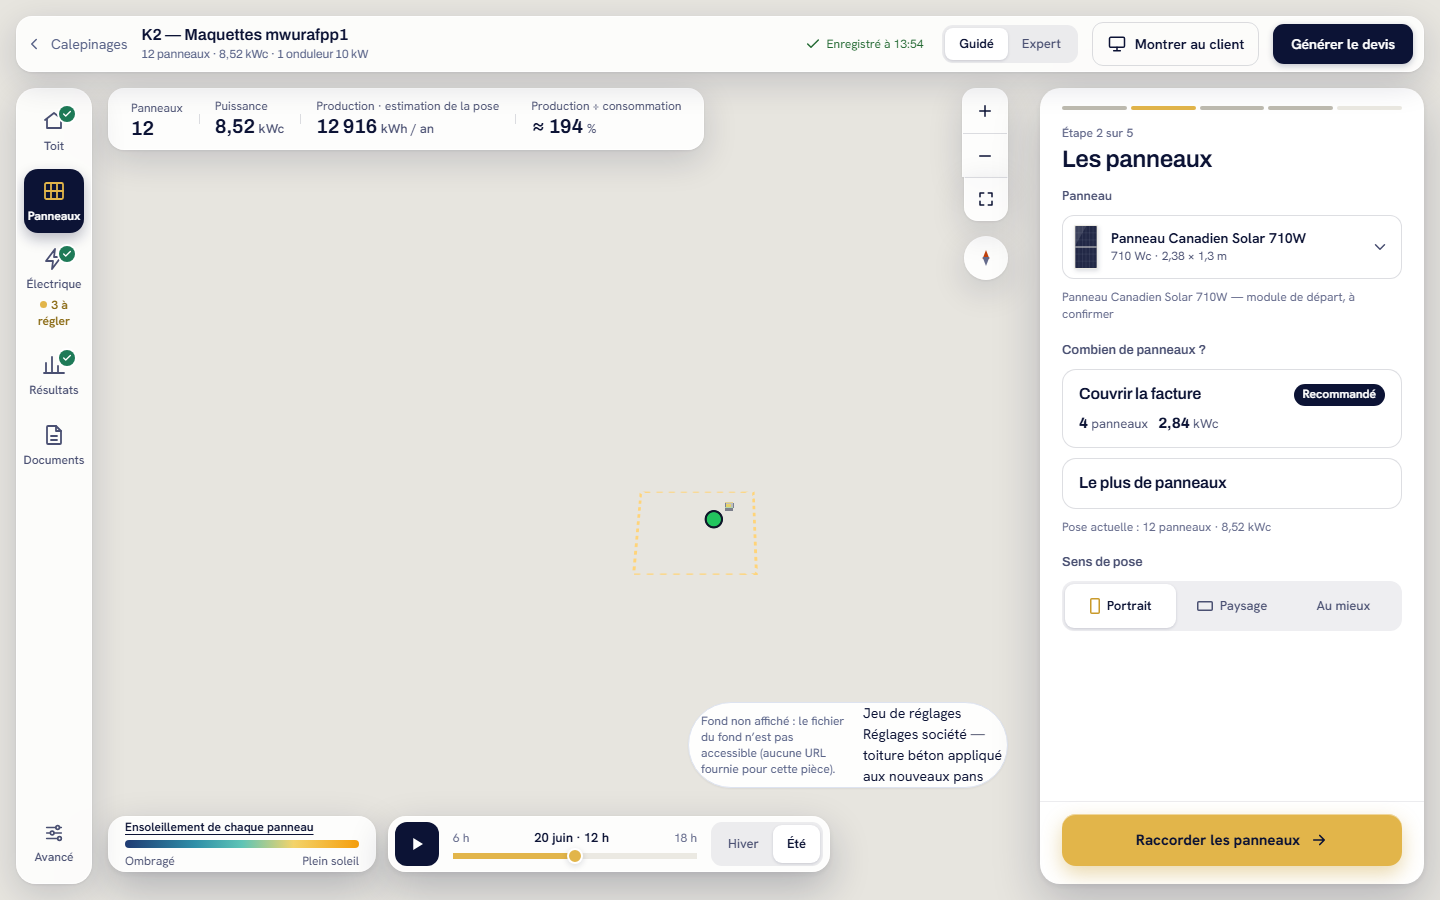 Calepinages
K2 — Maquettes mwurafpp1
12 panneaux · 8,52 kWc · 1 onduleur 10 kW
Enregistré à 13:54
Guidé
Expert
Montrer au client
Générer le devis
Toit
Panneaux
Électrique
3 à
régler
Résultats
Documents
Avancé
Panneaux
12
Puissance
8,52 kWc
Production · estimation de la pose
12 916 kWh / an
Production ÷ consommation
≈ 194 %
Fond non affiché : le fichier
du fond n'est pas
accessible (aucune URL
fournie pour cette pièce).
Jeu de réglages
Réglages société —
toiture béton appliqué
aux nouveaux pans
Ensoleillement de chaque panneau
Ombragé
Plein soleil
6 h
20 juin · 12 h
18 h
Hiver
Été
Étape 2 sur 5
Les panneaux
Panneau
Panneau Canadien Solar 710W
710 Wc · 2,38 × 1,3 m
Panneau Canadien Solar 710W — module de départ, à
confirmer
Combien de panneaux ?
Couvrir la facture
Recommandé
4 panneaux 2,84 kWc
Le plus de panneaux
Pose actuelle : 12 panneaux · 8,52 kWc
Sens de pose
Portrait
Paysage
Au mieux
Raccorder les panneaux